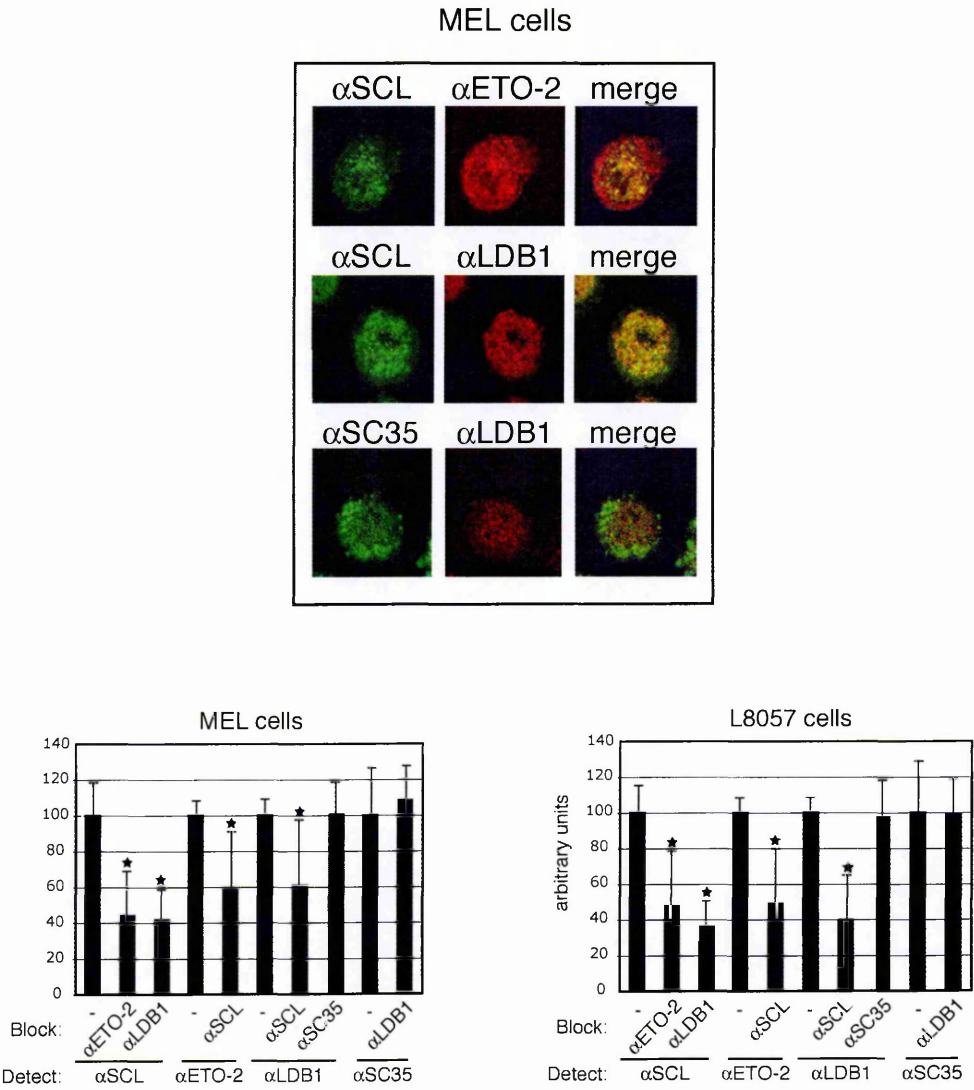 MEL cells
αSCL αETO-2 merge
αSCL αLDB1 merge
αSC35 αLDB1 merge
MEL cells
140
120
100
80
60
40
20
0
Block: - αETO-2 αLDB1 - αSCL - αSCL αSC35 - αLDB1
Detect: αSCL αETO-2 αLDB1 αSC35
L8057 cells
arbitrary units
140
120
100
80
60
40
20
0
Block: - αETO-2 αLDB1 - αSCL - αSCL αSC35 - αLDB1
Detect: αSCL αETO-2 αLDB1 αSC35